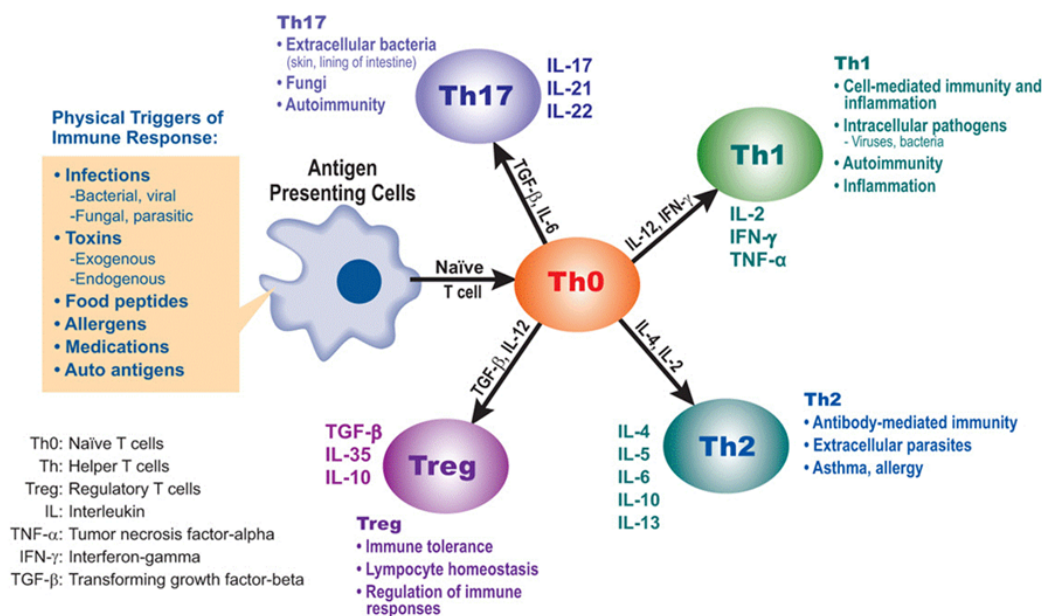 Th17
• Extracellular bacteria
(skin, lining of intestine)
• Fungi
• Autoimmunity
Th17
IL-17
IL-21
IL-22
Th1
• Cell-mediated immunity and
inflammation
• Intracellular pathogens
- Viruses, bacteria
• Autoimmunity
• Inflammation
Th1
IL-2
IFN-γ
TNF-α
Physical Triggers of
Immune Response:
• Infections
-Bacterial, viral
-Fungal, parasitic
• Toxins
-Exogenous
-Endogenous
• Food peptides
• Allergens
• Medications
• Auto antigens
Antigen
Presenting Cells
Naïve
T cell
Th0
TGF-β, IL-6
IL-12, IFN-γ
TGF-β, IL-12
IL-4, IL-2
TGF-β
IL-35
IL-10
Treg
Treg
• Immune tolerance
• Lympocyte homeostasis
• Regulation of immune
responses
IL-4
IL-5
IL-6
IL-10
IL-13
Th2
Th2
• Antibody-mediated immunity
• Extracellular parasites
• Asthma, allergy
Th0: Naïve T cells
Th: Helper T cells
Treg: Regulatory T cells
IL: Interleukin
TNF-α: Tumor necrosis factor-alpha
IFN-γ: Interferon-gamma
TGF-β: Transforming growth factor-beta